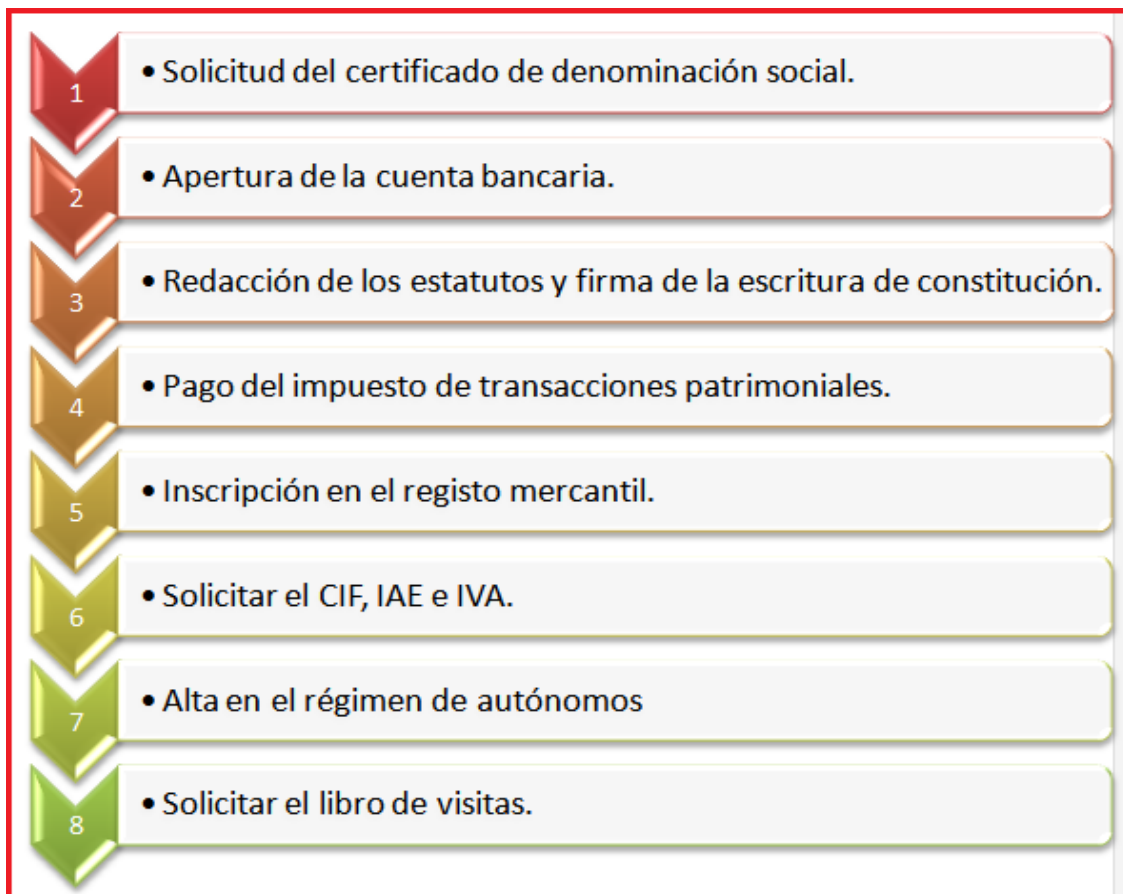 1
• Solicitud del certificado de denominación social.
2
• Apertura de la cuenta bancaria.
3
• Redacción de los estatutos y firma de la escritura de constitución.
4
• Pago del impuesto de transacciones patrimoniales.
5
• Inscripción en el registo mercantil.
6
• Solicitar el CIF, IAE e IVA.
7
• Alta en el régimen de autónomos
8
• Solicitar el libro de visitas.